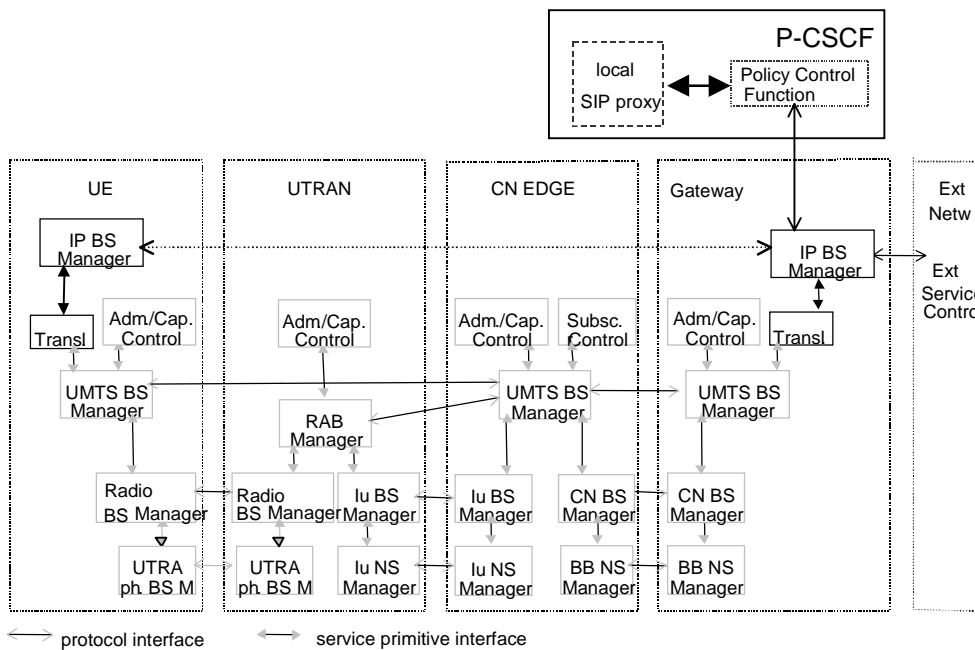 P-CSCF
local
SIP proxy
Policy Control
Function
UE
UTRAN
CN EDGE
Gateway
Ext
Netw
IP BS
Manager
IP BS
Manager
Ext
Service
Control
Transl
Adm./Cap.
Control
Adm/Cap.
Control
Adm./Cap.
Control
Subsc.
Control
Adm/Cap.
Control
Transl.
UMTS BS
Manager
RAB
Manager
UMTS BS
Manager
UMTS BS
Manager
Radio
BS Manager
Radio
BS Manager
Iu BS
Manager
Iu BS
Manager
CN BS
Manager
CN BS
Manager
UTRA
ph. BS M
UTRA
ph. BS M
Iu NS
Manager
Iu NS
Manager
BB NS
Manager
BB NS
Manager
protocol interface
service primitive interface